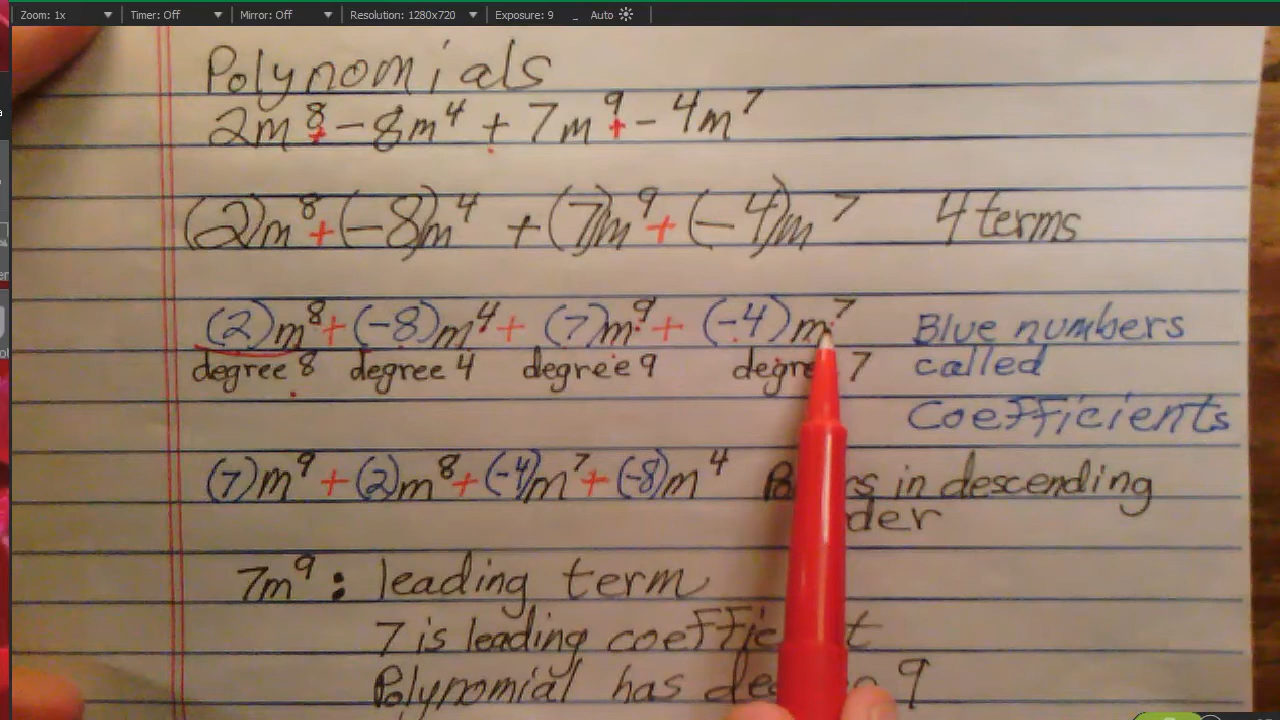 Zoom: 1x Timer: Off Mirror: Off Resolution: 1280x720 Exposure: 9 Auto
Polynomials
2m⁸ + - 8m⁴ + 7m⁹ + - 4m⁷
(2)m⁸ + (-8)m⁴ + (7)m⁹ + (-4)m⁷ 4 terms
(2)m⁸ + (-8)m⁴ + (7)m⁹ + (-4)m⁷ Blue numbers
degree 8 degree 4 degree 9 degre 7 called
Coefficients
(7)m⁹ + (2)m⁸ + (-4)m⁷ + (-8)m⁴ in descending
der
7m⁹ : leading term
7 is leading coeffic t
Polynomial has de 9